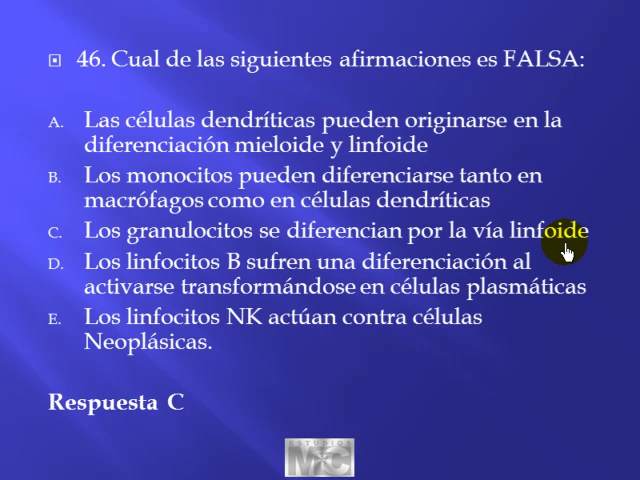 46. Cual de las siguientes afirmaciones es FALSA:
A. Las células dendríticas pueden originarse en la
diferenciación mieloide y linfoide
B. Los monocitos pueden diferenciarse tanto en
macrófagos como en células dendríticas
C. Los granulocitos se diferencian por la vía linfoide
D. Los linfocitos B sufren una diferenciación al
activarse transformándose en células plasmáticas
E. Los linfocitos NK actúan contra células
Neoplásicas.
Respuesta C
ESTUDIOS
MC